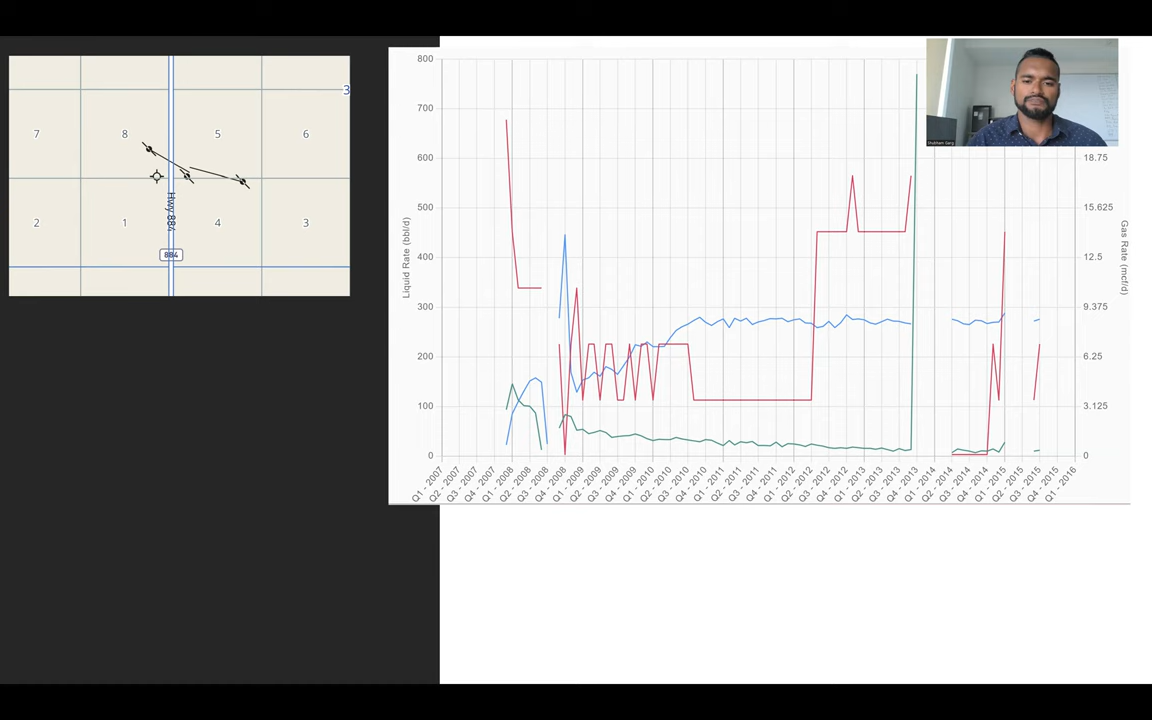 3
7 8 5 6
Hwy 884
2 1 4 3
884
800
700
600
500
400
300
200
100
0
Liquid Rate (bbl/d)
18.75
15.625
12.5
9.375
6.25
3.125
0
Gas Rate (mcf/d)
Q1 - 2007
Q2 - 2007
Q3 - 2007
Q4 - 2007
Q1 - 2008
Q2 - 2008
Q3 - 2008
Q4 - 2008
Q1 - 2009
Q2 - 2009
Q3 - 2009
Q4 - 2009
Q1 - 2010
Q2 - 2010
Q3 - 2010
Q4 - 2010
Q1 - 2011
Q2 - 2011
Q3 - 2011
Q4 - 2011
Q1 - 2012
Q2 - 2012
Q3 - 2012
Q4 - 2012
Q1 - 2013
Q2 - 2013
Q3 - 2013
Q4 - 2013
Q1 - 2014
Q2 - 2014
Q3 - 2014
Q4 - 2014
Q1 - 2015
Q2 - 2015
Q3 - 2015
Q4 - 2015
Q1 - 2016
Shubham Garg